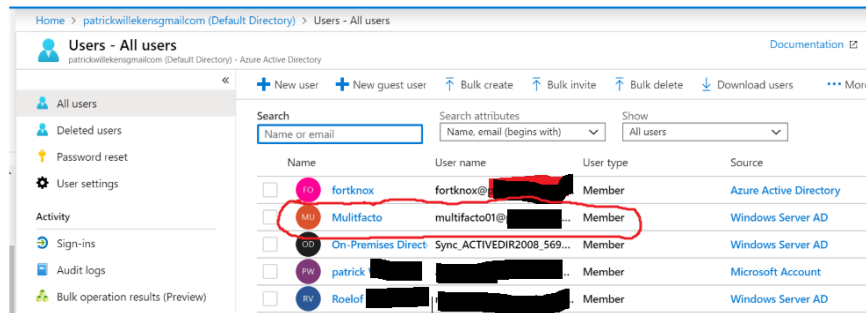 Home > patrickwillekensgmailcom (Default Directory) > Users - All users
Users - All users
patrickwillekensgmailcom (Default Directory) - Azure Active Directory
Documentation
«
New user New guest user Bulk create Bulk invite Bulk delete Download users ••• More
All users
Deleted users
Password reset
User settings
Activity
Sign-ins
Audit logs
Bulk operation results (Preview)
Search Search attributes Show
Name or email Name, email (begins with) All users
Name User name User type Source
FO fortknox fortknox@ Member Azure Active Directory
MU Mulitfacto multifacto01@ ... Member Windows Server AD
OD On-Premises Direct Sync_ACTIVEDIR2008_569... Member Windows Server AD
PW patrick Member Microsoft Account
RV Roelof Member Windows Server AD